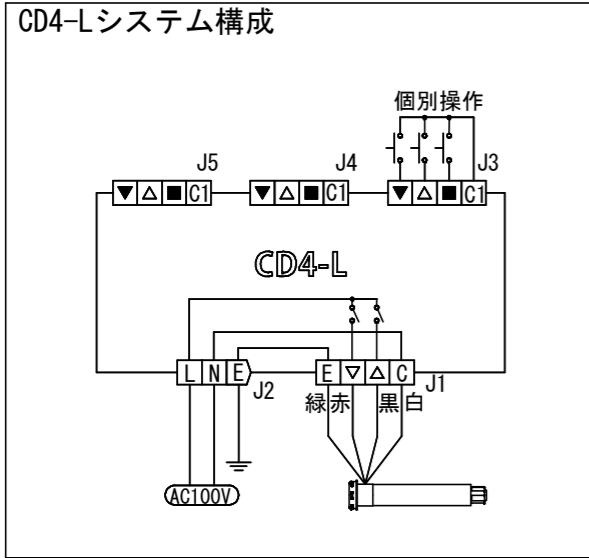 CD4-Lシステム構成
個別操作
J5 J4 J3
▼ △ ■ C1 ▼ △ ■ C1 ▼ △ ■ C1
CD4-L
L N E E ▽ △ C
J2 J1
緑 赤 黒 白
AC100V